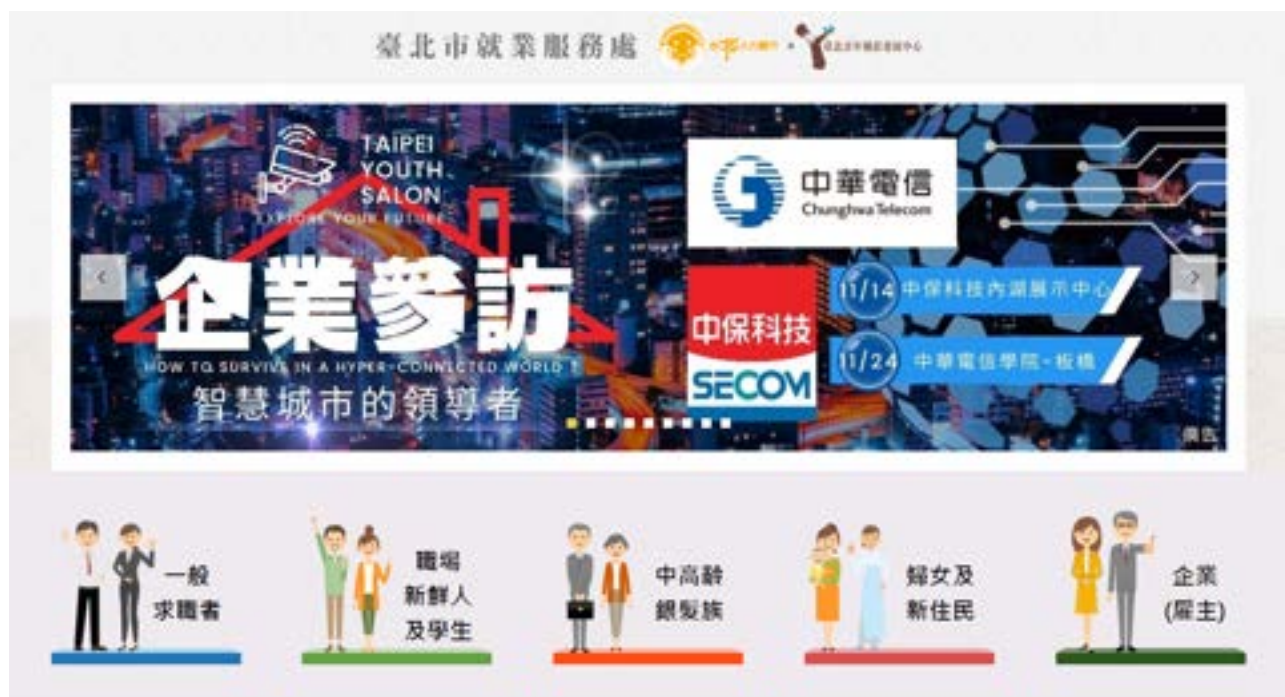 臺北市就業服務處
TAIPEI
YOUTH
SALON
EXPLORE YOUR FUTURE
企業參訪
HOW TO SURVIVE IN A HYPER-CONNECTED WORLD ?
智慧城市的領導者
中華電信
Chunghwa Telecom
中保科技
SECOM
11/14 中保科技內湖展示中心
11/24 中華電信學院-板橋
廣告
一般
求職者
職場
新鮮人
及學生
中高齡
銀髮族
婦女及
新住民
企業
(雇主)